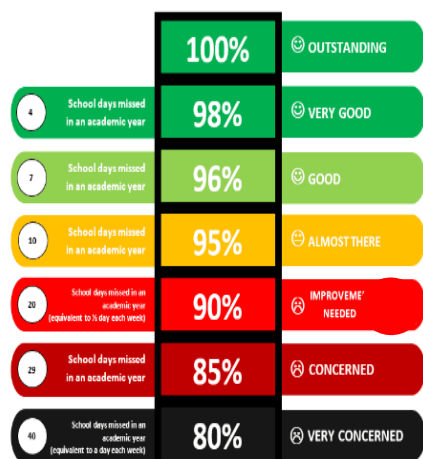 100%
OUTSTANDING
4
School days missed
in an academic year
98%
VERY GOOD
7
School days missed
in an academic year
96%
GOOD
10
School days missed
in an academic year
95%
ALMOST THERE
20
School days missed in an
academic year
(equivalent to ½ day each week)
90%
IMPROVEME'
NEEDED
29
School days missed
in an academic year
85%
CONCERNED
40
School days missed in an
academic year
(equivalent to a day each week)
80%
VERY CONCERNED